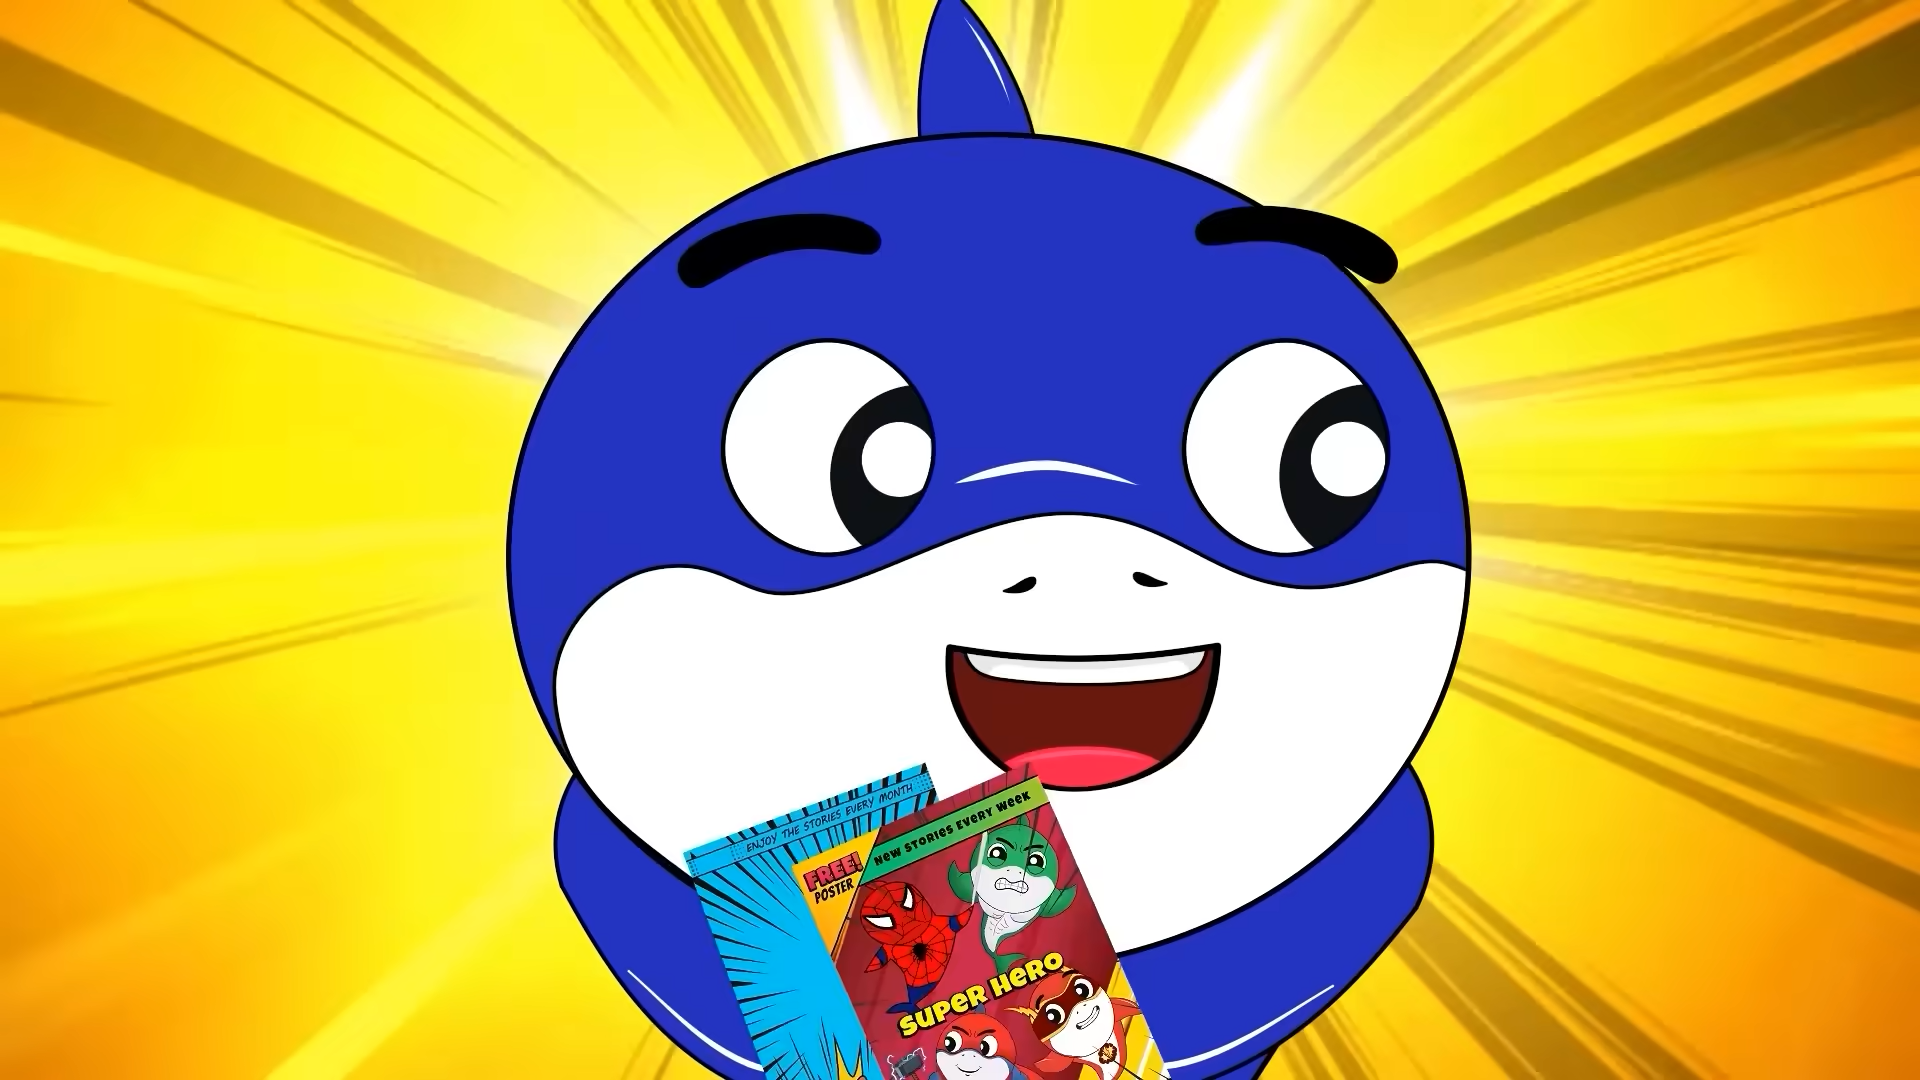 ENJOY THE STORIES EVERY MONTH
NEW STORIES EVERY WEEK
FREE!
POSTER
SUPER HERO